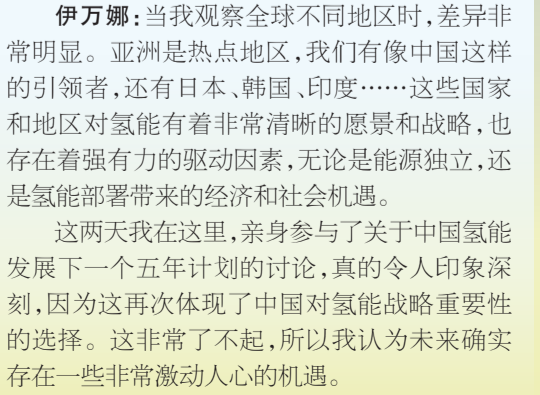 伊万娜：当我观察全球不同地区时，差异非
常明显。亚洲是热点地区，我们有像中国这样
的引领者，还有日本、韩国、印度……这些国家
和地区对氢能有着非常清晰的愿景和战略，也
存在着强有力的驱动因素，无论是能源独立，还
是氢能部署带来的经济和社会机遇。
这两天我在这里，亲身参与了关于中国氢能
发展下一个五年计划的讨论，真的令人印象深
刻，因为这再次体现了中国对氢能战略重要性
的选择。这非常了不起，所以我认为未来确实
存在一些非常激动人心的机遇。